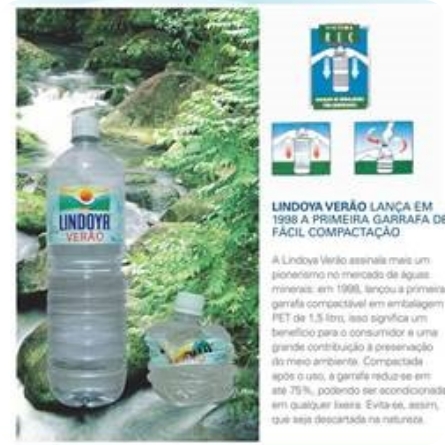 SISTEMA
REC
LINDOYA
VERÃO
LINDOYA VERÃO LANÇA EM
1998 A PRIMEIRA GARRAFA DE
FÁCIL COMPACTAÇÃO
A Lindoya Verão assinala mais um
pionerismo no mercado de águas
minerais: em 1998, lançou a primeira
garrafa compactável em embalagem
PET de 1,5 litro, isso significa um
benefício para o consumidor e uma
grande contribuição à preservação
do meio ambiente. Compactada
após o uso, a garrafa reduz-se em
até 75%, podendo ser acondicionada
em qualquer lixeira. Evita-se, assim,
que seja descartada na natureza.